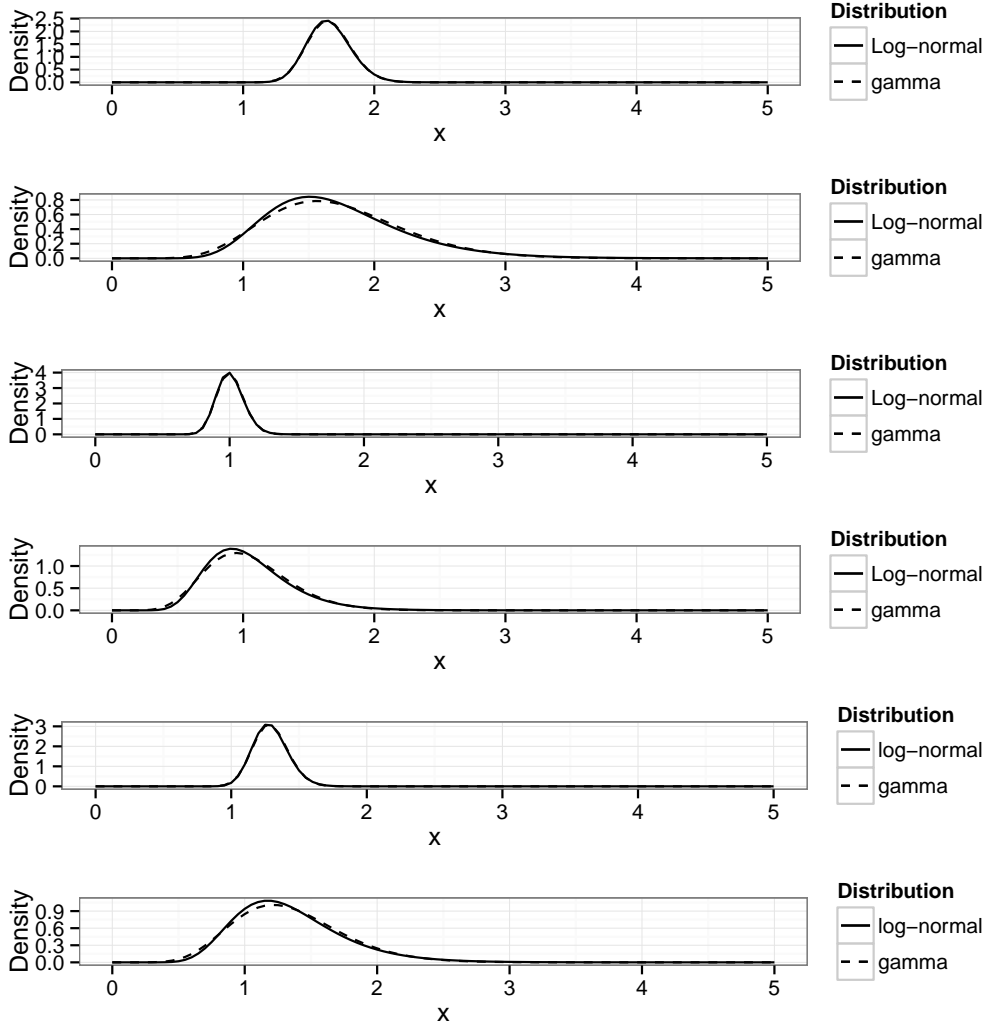 Distribution
Log−normal
gamma
Density
2.5
2.0
1.5
1.0
0.5
0.0
0 1 2 3 4 5
x
Distribution
Log−normal
gamma
Density
0.8
0.6
0.4
0.2
0.0
0 1 2 3 4 5
x
Distribution
Log−normal
gamma
Density
4
3
2
1
0
0 1 2 3 4 5
x
Distribution
Log−normal
gamma
Density
1.0
0.5
0.0
0 1 2 3 4 5
x
Distribution
log−normal
gamma
Density
3
2
1
0
0 1 2 3 4 5
x
Distribution
log−normal
gamma
Density
0.9
0.6
0.3
0.0
0 1 2 3 4 5
x